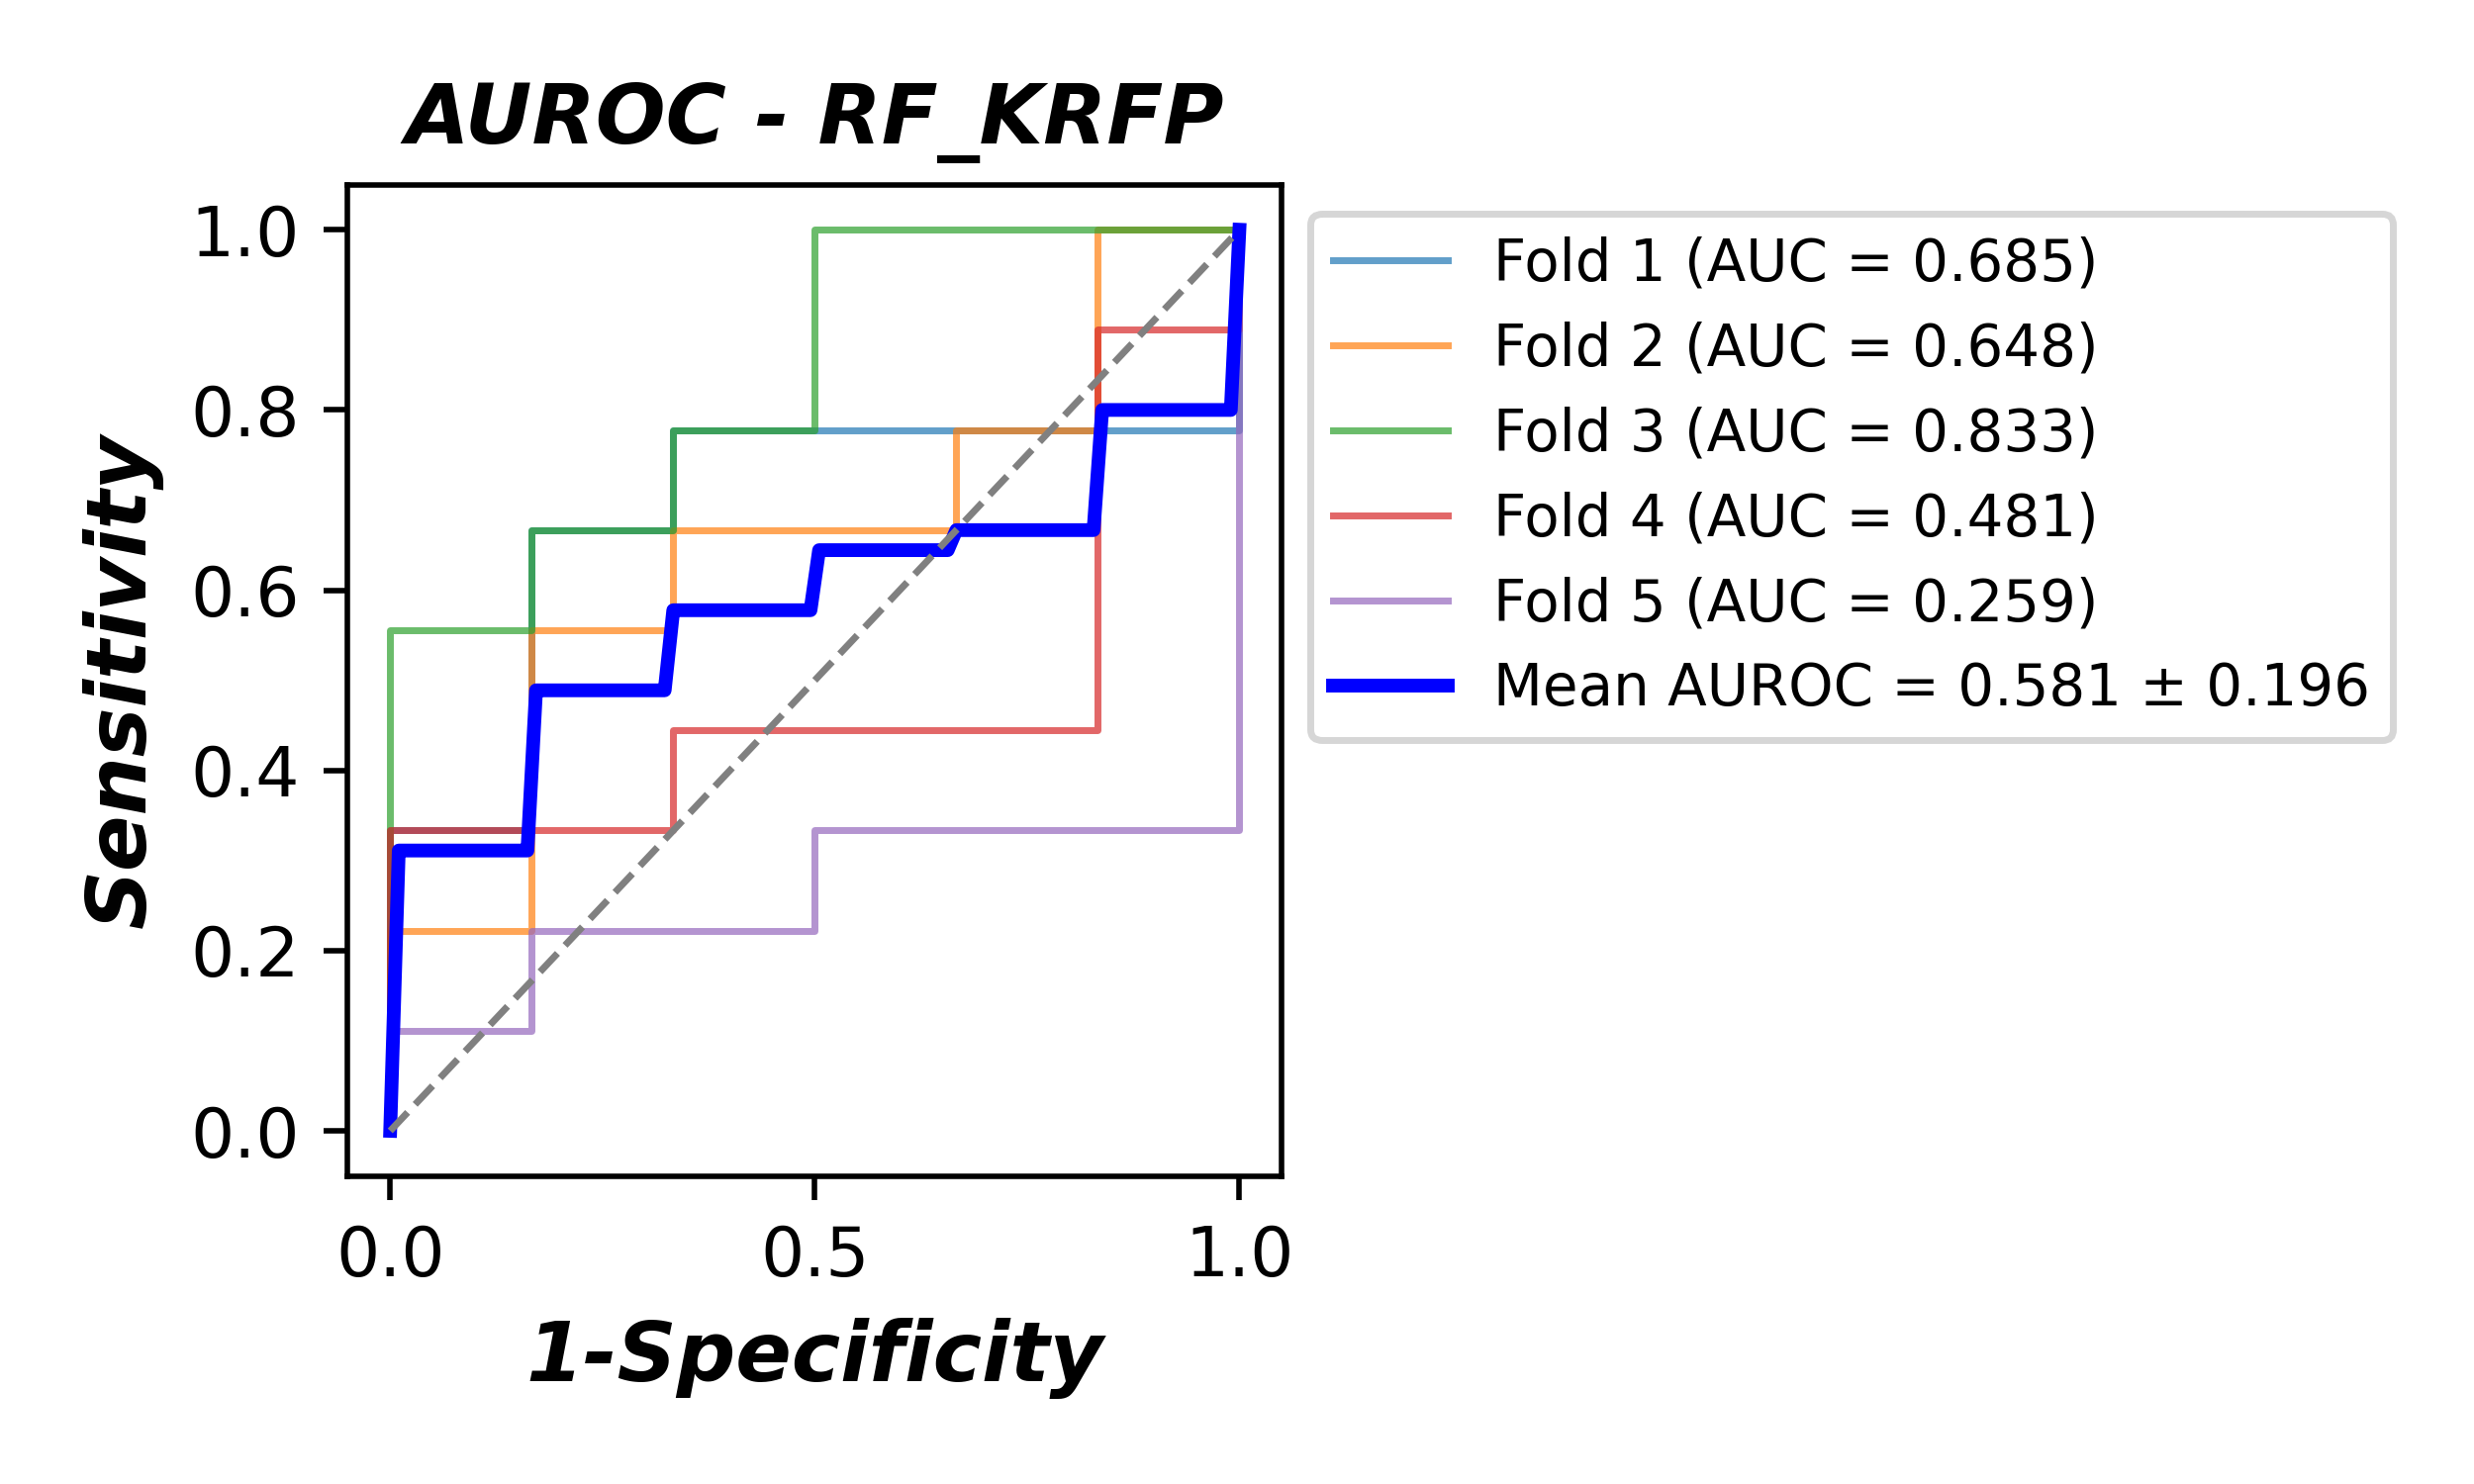 AUROC - RF_KRFP
Sensitivity
1.0
0.8
0.6
0.4
0.2
0.0
0.0 0.5 1.0
1-Specificity
Fold 1 (AUC = 0.685)
Fold 2 (AUC = 0.648)
Fold 3 (AUC = 0.833)
Fold 4 (AUC = 0.481)
Fold 5 (AUC = 0.259)
Mean AUROC = 0.581 ± 0.196